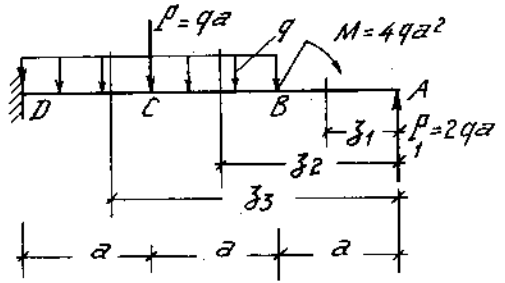 P = qa
q
M = 4qa²
D
C
B
A
z₁
P₁ = 2qa
z₂
z₃
a
a
a